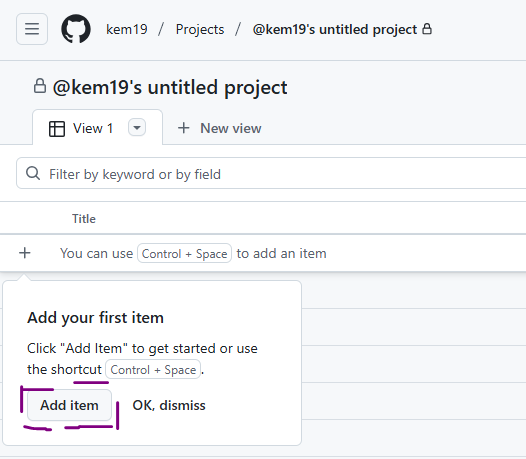 kem19 / Projects / @kem19's untitled project
@kem19's untitled project
View 1 + New view
Filter by keyword or by field
Title
+ You can use Control + Space to add an item
Add your first item
Click "Add Item" to get started or use
the shortcut Control + Space.
Add item OK, dismiss